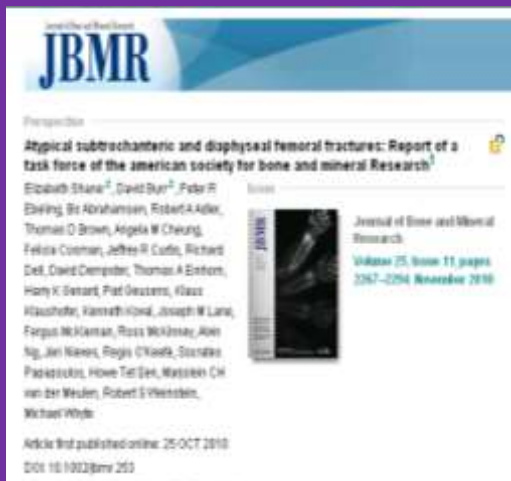 Journal of Bone and Mineral Research
JBMR
Perspective
Atypical subtrochanteric and diaphyseal femoral fractures: Report of a
task force of the american society for bone and mineral Research
Elizabeth Shane, David Burr, Peter R
Ebeling, Bo Abrahamsen, Robert A Adler,
Thomas D Brown, Angela M Cheung,
Felicia Cosman, Jeffrey R Curtis, Richard
Dell, David Dempster, Thomas A Einhorn,
Harry K Genant, Piet Geusens, Klaus
Klaushofer, Kenneth Koval, Joseph M Lane,
Fergus McKiernan, Ross McKinney, Alvin
Ng, Jeri Nieves, Regis O'Keefe, Socrates
Papapoulos, Howe Tet Sen, Marjolein CH
van der Meulen, Robert S Weinstein,
Michael Whyte
Article first published online: 25 OCT 2010
DOI: 10.1002/jbmr.253
Issue
JBMR
Journal of Bone and Mineral
Research
Volume 25, Issue 11, pages
2267–2294, November 2010